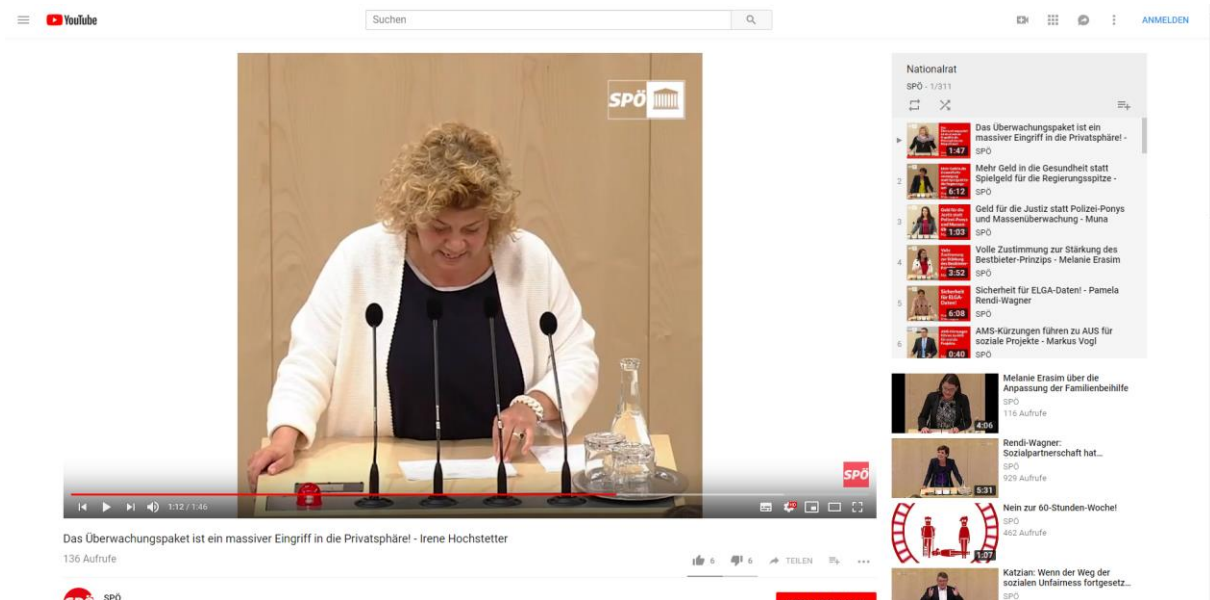 YouTube
Suchen
ANMELDEN
SPÖ
SPÖ
1:12 / 1:46
Das Überwachungspaket ist ein massiver Eingriff in die Privatsphäre! - Irene Hochstetter
136 Aufrufe
6
6
TEILEN
SPÖ
Nationalrat
SPÖ - 1/311
1:47
Das Überwachungspaket ist ein
massiver Eingriff in die Privatsphäre! -
SPÖ
2
6:12
Mehr Geld in die Gesundheit statt
Spielgeld für die Regierungsspitze -
SPÖ
3
1:03
Geld für die Justiz statt Polizei-Ponys
und Massenüberwachung - Muna
SPÖ
4
3:52
Volle Zustimmung zur Stärkung des
Bestbieter-Prinzips - Melanie Erasim
SPÖ
5
6:08
Sicherheit für ELGA-Daten! - Pamela
Rendi-Wagner
SPÖ
6
0:40
AMS-Kürzungen führen zu AUS für
soziale Projekte - Markus Vogl
SPÖ
4:06
Melanie Erasim über die
Anpassung der Familienbeihilfe
SPÖ
116 Aufrufe
5:31
Rendi-Wagner:
Sozialpartnerschaft hat...
SPÖ
929 Aufrufe
1:07
Nein zur 60-Stunden-Woche!
SPÖ
462 Aufrufe
Katzian: Wenn der Weg der
sozialen Unfairness fortgesetz...
SPÖ